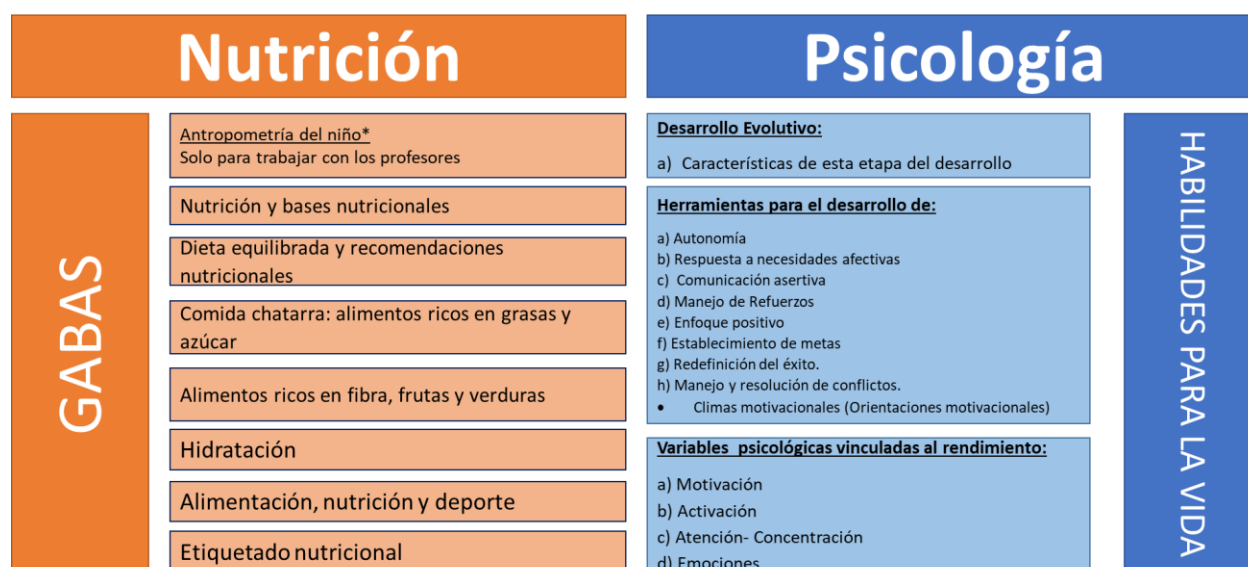 Nutrición
GABAS
Antropometría del niño*
Solo para trabajar con los profesores
Nutrición y bases nutricionales
Dieta equilibrada y recomendaciones
nutricionales
Comida chatarra: alimentos ricos en grasas y
azúcar
Alimentos ricos en fibra, frutas y verduras
Hidratación
Alimentación, nutrición y deporte
Etiquetado nutricional
Psicología
Desarrollo Evolutivo:
a) Características de esta etapa del desarrollo
Herramientas para el desarrollo de:
a) Autonomía
b) Respuesta a necesidades afectivas
c) Comunicación asertiva
d) Manejo de Refuerzos
e) Enfoque positivo
f) Establecimiento de metas
g) Redefinición del éxito.
h) Manejo y resolución de conflictos.
• Climas motivacionales (Orientaciones motivacionales)
Variables psicológicas vinculadas al rendimiento:
a) Motivación
b) Activación
c) Atención- Concentración
d) Emociones
HABILIDADES PARA LA VIDA